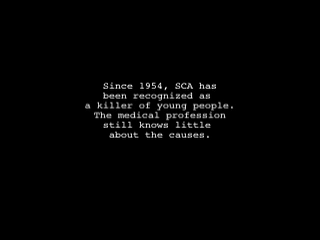 Since 1954, SCA has
been recognized as
a killer of young people.
The medical profession
still knows little
about the causes.